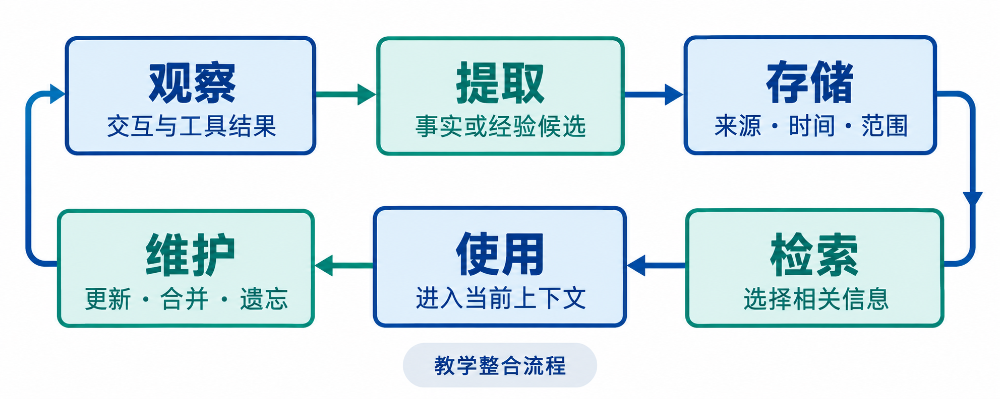 观察
交互与工具结果
提取
事实或经验候选
存储
来源·时间·范围
检索
选择相关信息
使用
进入当前上下文
维护
更新·合并·遗忘
教学整合流程